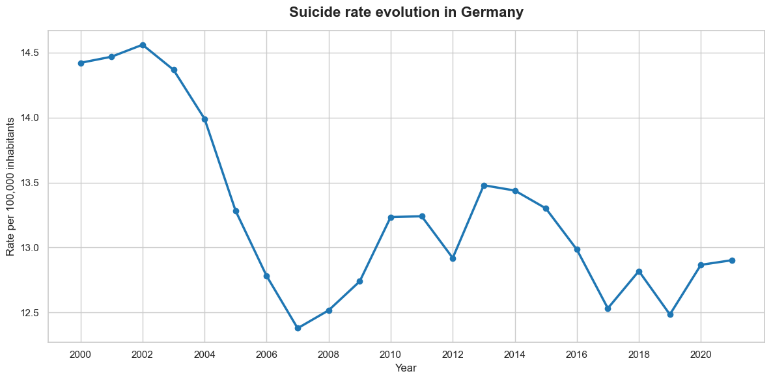 Suicide rate evolution in Germany
14.5
14.0
13.5
13.0
12.5
Rate per 100,000 inhabitants
2000 2002 2004 2006 2008 2010 2012 2014 2016 2018 2020
Year